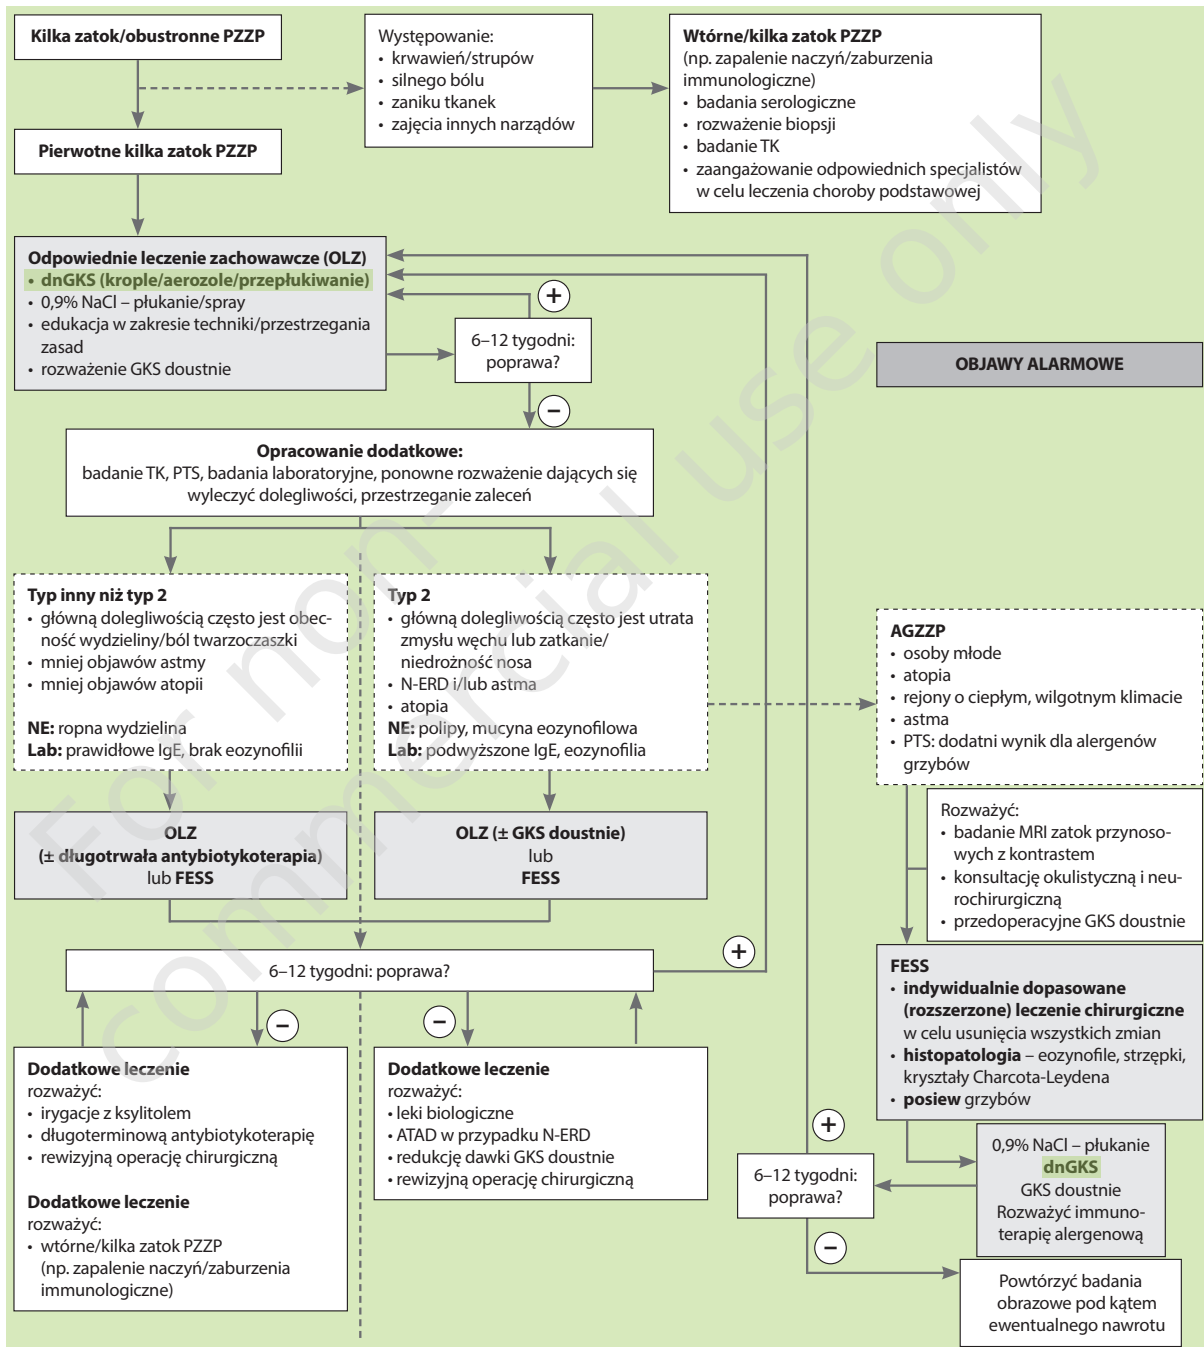 Kilka zatok/obustronne PZZP
Występowanie:
• krwawień/strupów
• silnego bólu
• zaniku tkanek
• zajęcia innych narządów
Wtórne/kilka zatok PZZP
(np. zapalenie naczyń/zaburzenia
immunologiczne)
• badania serologiczne
• rozważenie biopsji
• badanie TK
• zaangażowanie odpowiednich specjalistów
w celu leczenia choroby podstawowej
Pierwotne kilka zatok PZZP
Odpowiednie leczenie zachowawcze (OLZ)
• dnGKS (krople/aerozole/przepłukiwanie)
• 0,9% NaCl – płukanie/spray
• edukacja w zakresie techniki/przestrzegania
zasad
• rozważenie GKS doustnie
+
6–12 tygodni:
poprawa?
−
OBJAWY ALARMOWE
Opracowanie dodatkowe:
badanie TK, PTS, badania laboratoryjne, ponowne rozważenie dających się
wyleczyć dolegliwości, przestrzeganie zaleceń
Typ inny niż typ 2
• główną dolegliwością często jest obec-
ność wydzieliny/ból twarzoczaszki
• mniej objawów astmy
• mniej objawów atopii
NE: ropna wydzielina
Lab: prawidłowe IgE, brak eozynofilii
Typ 2
• główną dolegliwością często jest utrata
zmysłu węchu lub zatkanie/
niedrożność nosa
• N-ERD i/lub astma
• atopia
NE: polipy, mucyna eozynofilowa
Lab: podwyższone IgE, eozynofilia
AGZZP
• osoby młode
• atopia
• rejony o ciepłym, wilgotnym klimacie
• astma
• PTS: dodatni wynik dla alergenów
grzybów
OLZ
(± długotrwała antybiotykoterapia)
lub FESS
OLZ (± GKS doustnie)
lub
FESS
Rozważyć:
• badanie MRI zatok przynoso-
wych z kontrastem
• konsultację okulistyczną i neu-
rochirurgiczną
• przedoperacyjne GKS doustnie
6–12 tygodni: poprawa?
+
−
−
FESS
• indywidualnie dopasowane
(rozszerzone) leczenie chirurgiczne
w celu usunięcia wszystkich zmian
• histopatologia – eozynofile, strzępki,
kryształy Charcota-Leydena
• posiew grzybów
Dodatkowe leczenie
rozważyć:
• irygacje z ksylitolem
• długoterminową antybiotykoterapię
• rewizyjną operację chirurgiczną
Dodatkowe leczenie
rozważyć:
• wtórne/kilka zatok PZZP
(np. zapalenie naczyń/zaburzenia
immunologiczne)
Dodatkowe leczenie
rozważyć:
• leki biologiczne
• ATAD w przypadku N-ERD
• redukcję dawki GKS doustnie
• rewizyjną operację chirurgiczną
+
6–12 tygodni:
poprawa?
−
0,9% NaCl – płukanie
dnGKS
GKS doustnie
Rozważyć immuno-
terapię alergenową
Powtórzyć badania
obrazowe pod kątem
ewentualnego nawrotu
For non-
commercial use only